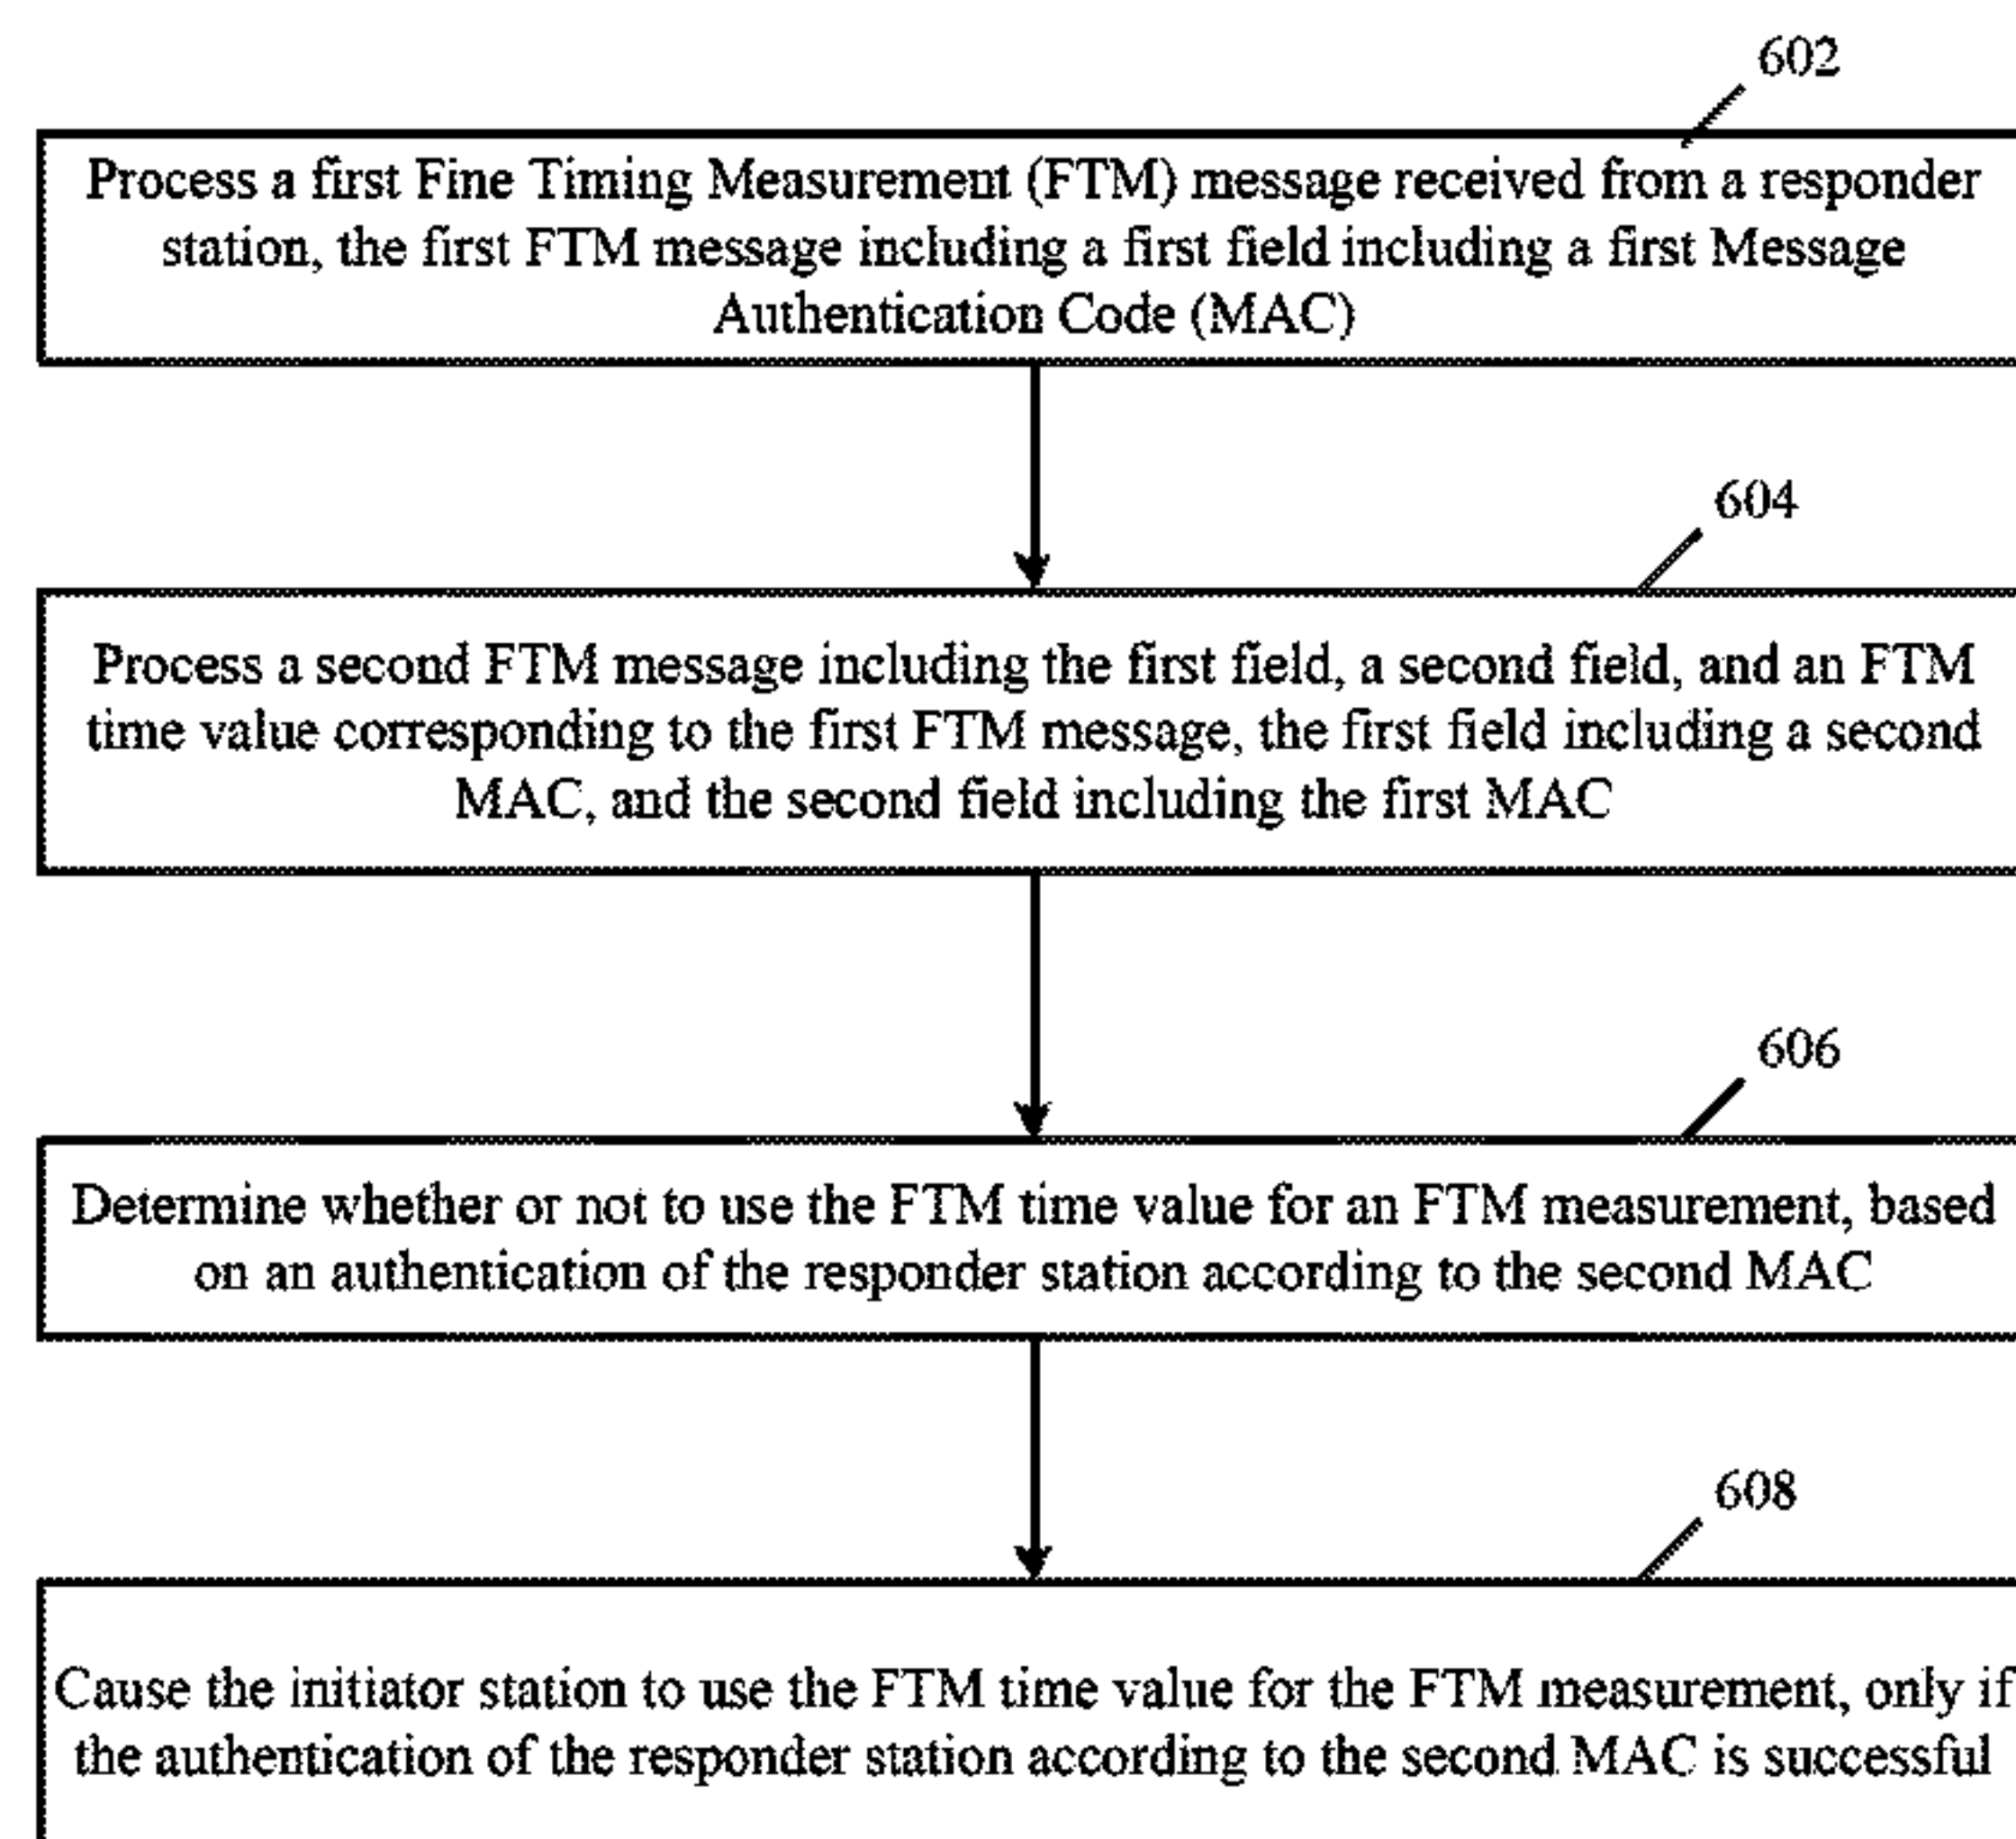 602
Process a first Fine Timing Measurement (FTM) message received from a responder
station, the first FTM message including a first field including a first Message
Authentication Code (MAC)
604
Process a second FTM message including the first field, a second field, and an FTM
time value corresponding to the first FTM message, the first field including a second
MAC, and the second field including the first MAC
606
Determine whether or not to use the FTM time value for an FTM measurement, based
on an authentication of the responder station according to the second MAC
608
Cause the initiator station to use the FTM time value for the FTM measurement, only if
the authentication of the responder station according to the second MAC is successful